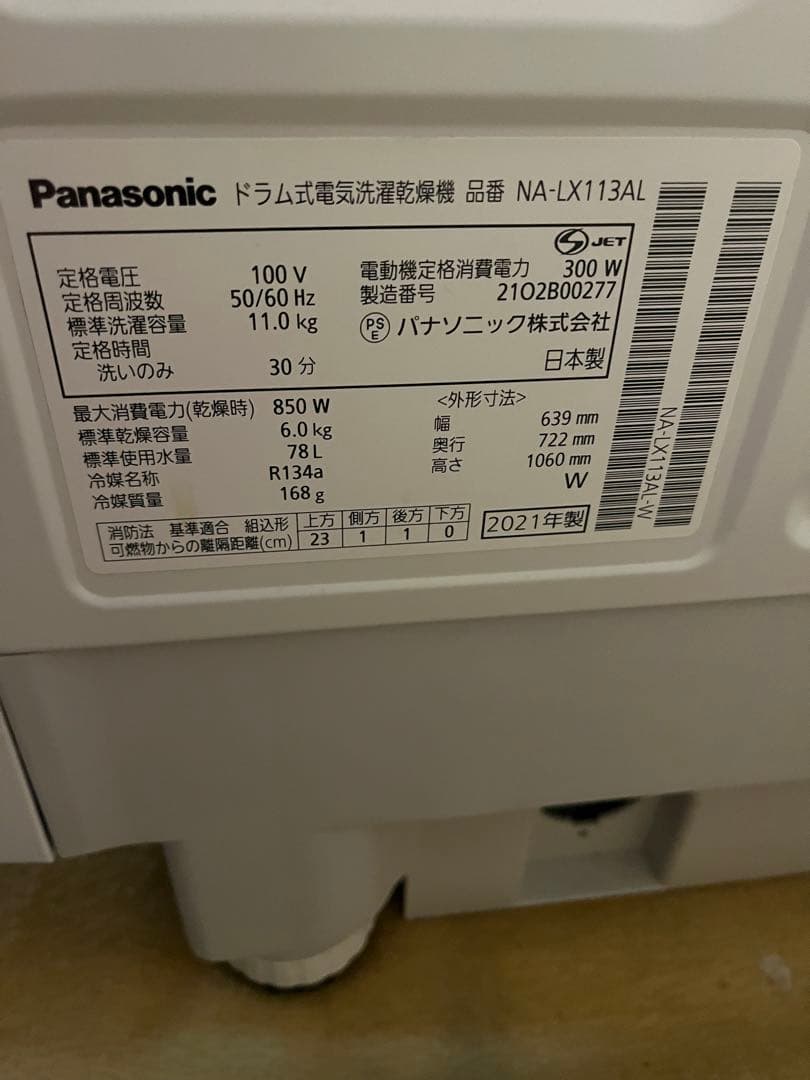 Panasonic ドラム式電気洗濯乾燥機 品番 NA-LX113AL
JET
定格電圧 100 V
定格周波数 50/60 Hz
標準洗濯容量 11.0 kg
定格時間
洗いのみ 30 分
電動機定格消費電力 300 W
製造番号 21O2B00277
PS E パナソニック株式会社
日本製
最大消費電力(乾燥時) 850 W
標準乾燥容量 6.0 kg
標準使用水量 78 L
冷媒名称 R134a
冷媒質量 168 g
<外形寸法>
幅 639 mm
奥行 722 mm
高さ 1060 mm
W
消防法 基準適合 組込形 上方 側方 後方 下方
可燃物からの離隔距離(cm) 23 1 1 0
2021年製
NA-LX113AL-W